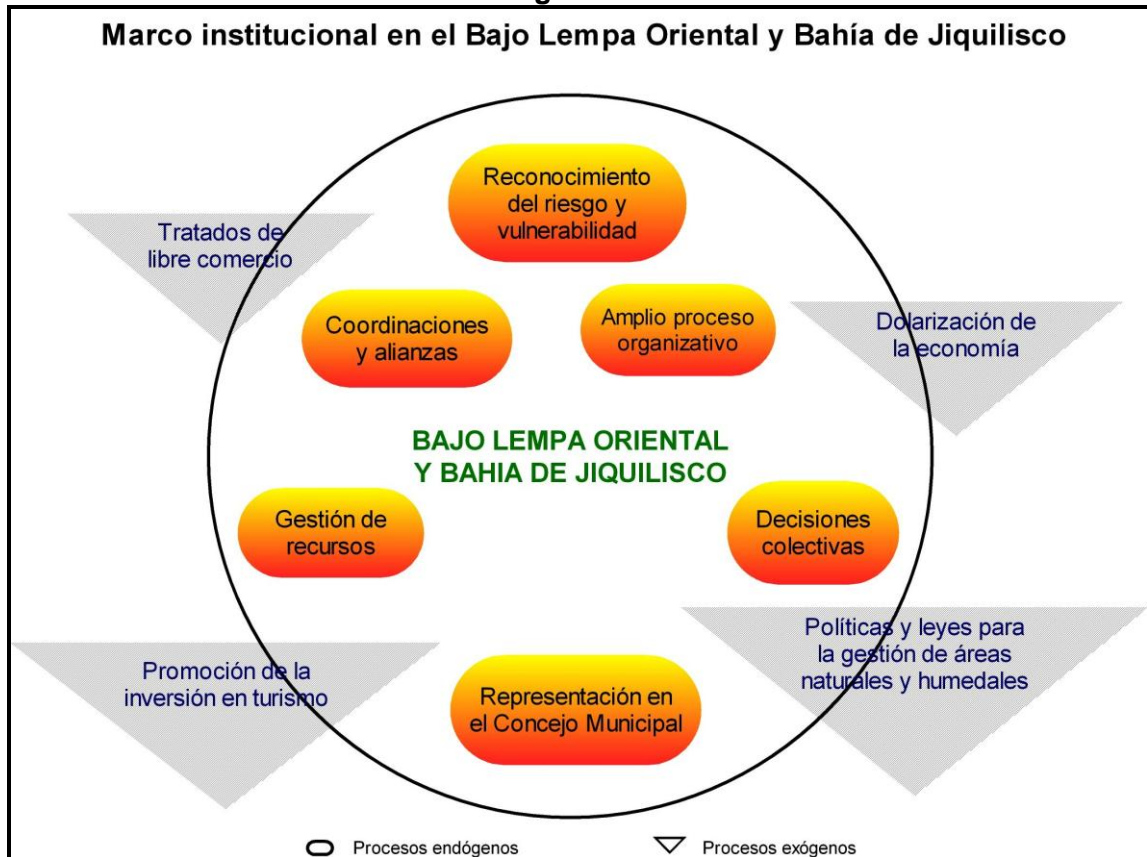 Marco institucional en el Bajo Lempa Oriental y Bahía de Jiquilisco
Reconocimiento
del riesgo y
vulnerabilidad
Tratados de
libre comercio
Coordinaciones
y alianzas
Amplio proceso
organizativo
Dolarización de
la economía
BAJO LEMPA ORIENTAL
Y BAHIA DE JIQUILISCO
Gestión de
recursos
Decisiones
colectivas
Promoción de la
inversión en turismo
Representación en
el Concejo Municipal
Políticas y leyes para
la gestión de áreas
naturales y humedales
Procesos endógenos
Procesos exógenos